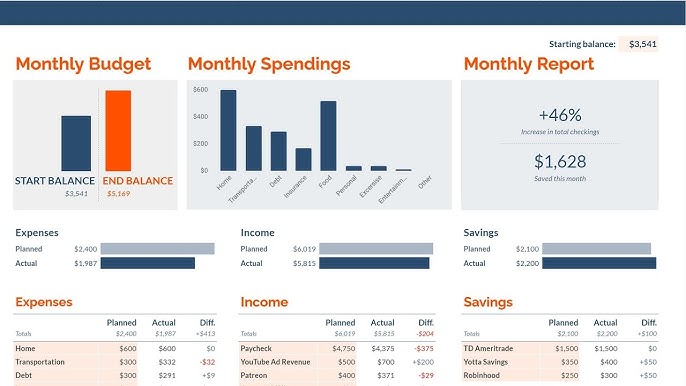 Starting balance: $3,541
Monthly Budget
START BALANCE END BALANCE
$3,541 $5,169
Monthly Spendings
$600
$400
$200
$0
Home Transporta... Debt Insurance Food Personal Excersise Entertainm... Other
Monthly Report
+46%
Increase in total checkings
$1,628
Saved this month
Expenses
Planned $2,400
Actual $1,987
Income
Planned $6,019
Actual $5,815
Savings
Planned $2,100
Actual $2,200
Expenses
Planned Actual Diff.
Totals $2,400 $1,987 +$413
Home $600 $600 $0
Transportation $300 $332 -$32
Debt $300 $291 +$9
Income
Planned Actual Diff.
Totals $6,019 $5,815 -$204
Paycheck $4,750 $4,375 -$375
YouTube Ad Revenue $500 $700 +$200
Patreon $400 $371 -$29
Savings
Planned Actual Diff.
Totals $2,100 $2,200 +$100
TD Ameritrade $1,500 $1,500 $0
Yotta Savings $350 $400 +$50
Robinhood $250 $300 +$50